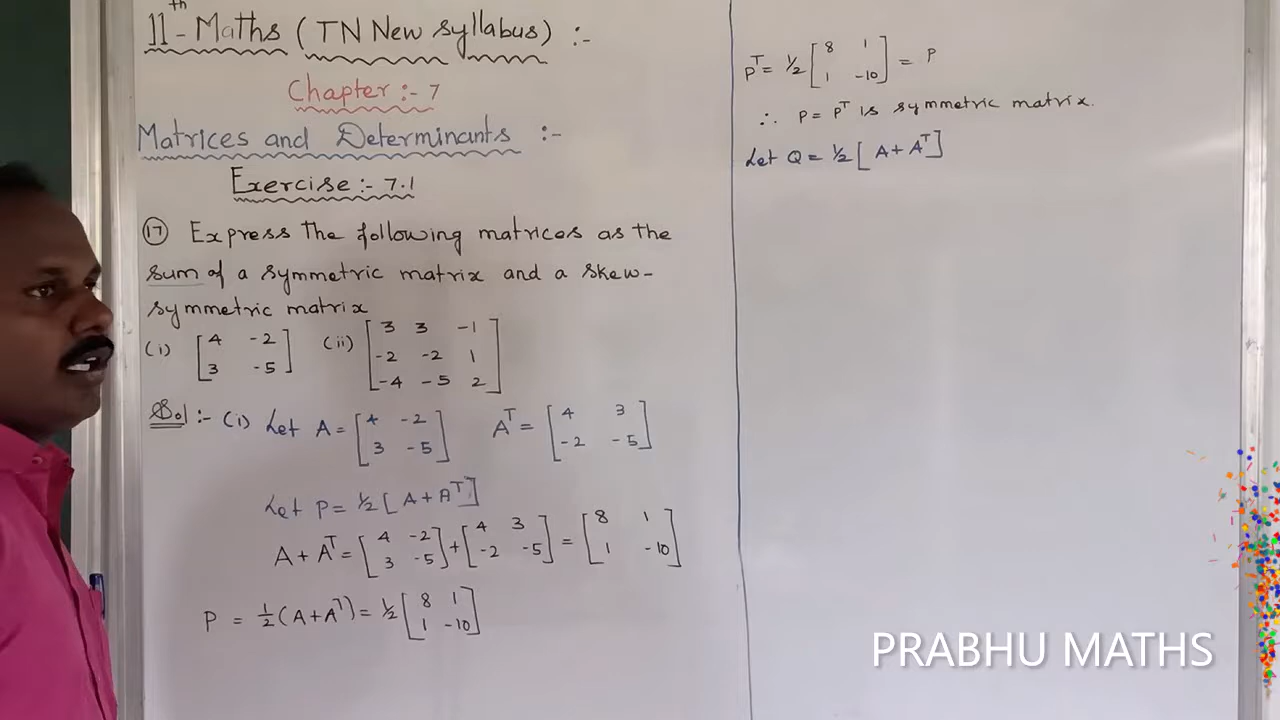 11th-Maths (TN New syllabus) :-
Chapter :- 7
Matrices and Determinants :-
Exercise :- 7.1
17 Express the following matrices as the
sum of a symmetric matrix and a skew-
symmetric matrix
(i) [4 -2
3 -5] (ii) [3 3 -1
-2 -2 1
-4 -5 2]
Sol :- (i) Let A = [4 -2
3 -5] A^T = [4 3
-2 -5]
Let P = 1/2 [A + A^T]
A + A^T = [4 -2
3 -5] + [4 3
-2 -5] = [8 1
1 -10]
P = 1/2 (A + A^T) = 1/2 [8 1
1 -10]
P^T = 1/2 [8 1
1 -10] = P
∴ P = P^T is symmetric matrix.
Let Q = 1/2 [A + A^T]
PRABHU MATHS